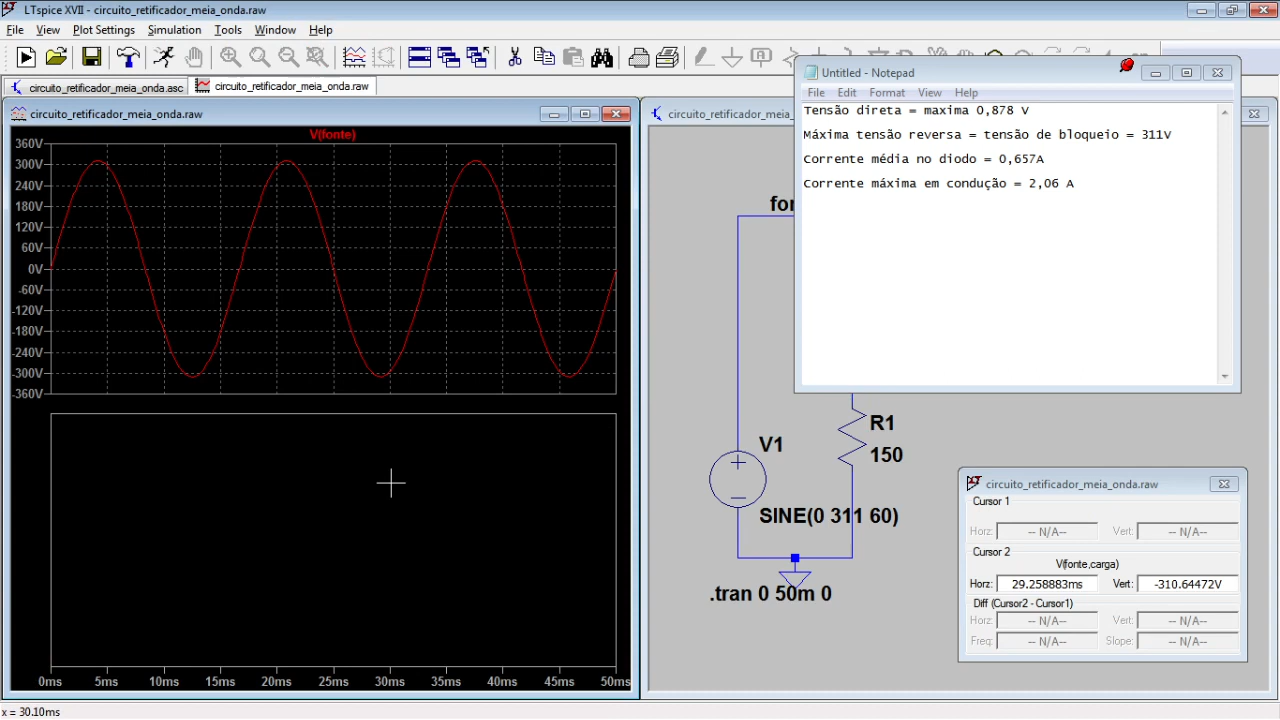 LTspice XVII - circuito_retificador_meia_onda.raw
File View Plot Settings Simulation Tools Window Help
circuito_retificador_meia_onda.asc circuito_retificador_meia_onda.raw
circuito_retificador_meia_onda.raw
V(fonte)
360V
300V
240V
180V
120V
60V
0V
-60V
-120V
-180V
-240V
-300V
-360V
0ms 5ms 10ms 15ms 20ms 25ms 30ms 35ms 40ms 45ms 50ms
x = 30.10ms
circuito_retificador_meia_
Untitled - Notepad
File Edit Format View Help
Tensão direta = maxima 0,878 V
Máxima tensão reversa = tensão de bloqueio = 311V
Corrente média no diodo = 0,657A
Corrente máxima em condução = 2,06 A
R1
150
V1
SINE(0 311 60)
.tran 0 50m 0
circuito_retificador_meia_onda.raw
Cursor 1
Horz: -- N/A-- Vert: -- N/A--
Cursor 2
V(fonte,carga)
Horz: 29.258883ms Vert: -310.64472V
Diff (Cursor2 - Cursor1)
Horz: -- N/A-- Vert: -- N/A--
Freq: -- N/A-- Slope: -- N/A--